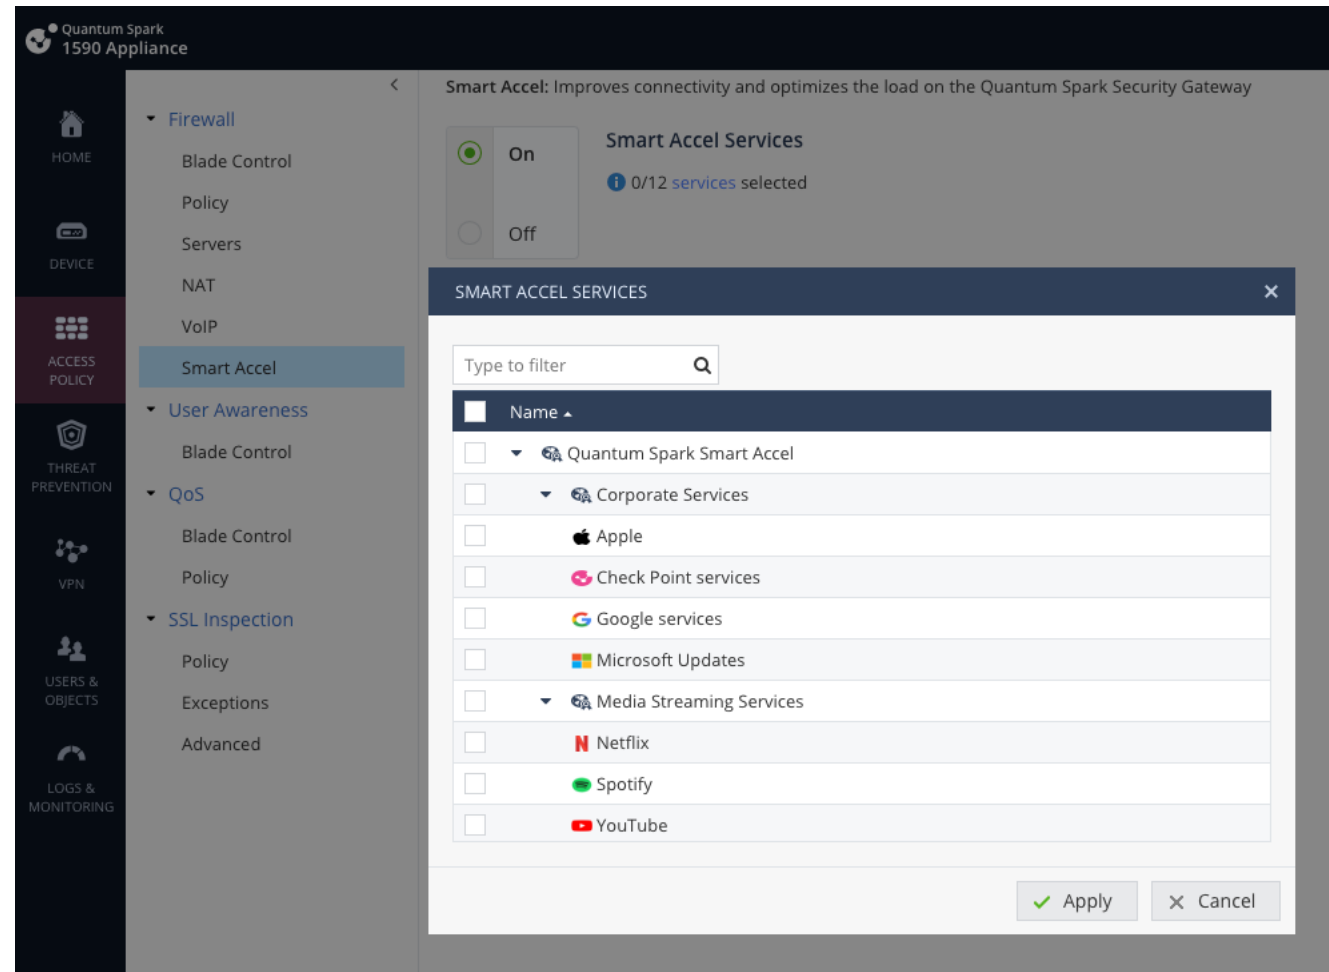 Quantum Spark
1590 Appliance
HOME
DEVICE
ACCESS
POLICY
THREAT
PREVENTION
VPN
USERS &
OBJECTS
LOGS &
MONITORING
Firewall
Blade Control
Policy
Servers
NAT
VoIP
Smart Accel
User Awareness
Blade Control
QoS
Blade Control
Policy
SSL Inspection
Policy
Exceptions
Advanced
Smart Accel: Improves connectivity and optimizes the load on the Quantum Spark Security Gateway
On
Off
Smart Accel Services
0/12 services selected
SMART ACCEL SERVICES
Type to filter
Name
Quantum Spark Smart Accel
Corporate Services
Apple
Check Point services
Google services
Microsoft Updates
Media Streaming Services
Netflix
Spotify
YouTube
Apply
Cancel